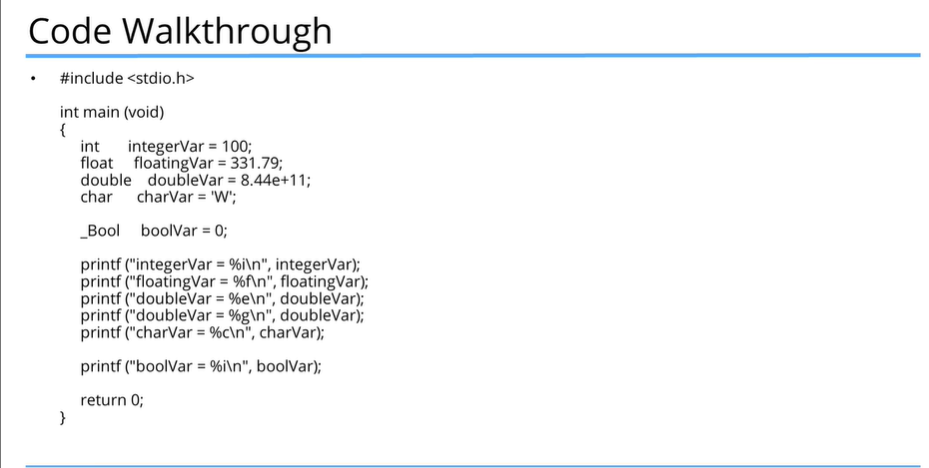 Code Walkthrough
• #include <stdio.h>
int main (void)
{
int integerVar = 100;
float floatingVar = 331.79;
double doubleVar = 8.44e+11;
char charVar = 'W';
_Bool boolVar = 0;
printf ("integerVar = %i\n", integerVar);
printf ("floatingVar = %f\n", floatingVar);
printf ("doubleVar = %e\n", doubleVar);
printf ("doubleVar = %g\n", doubleVar);
printf ("charVar = %c\n", charVar);
printf ("boolVar = %i\n", boolVar);
return 0;
}